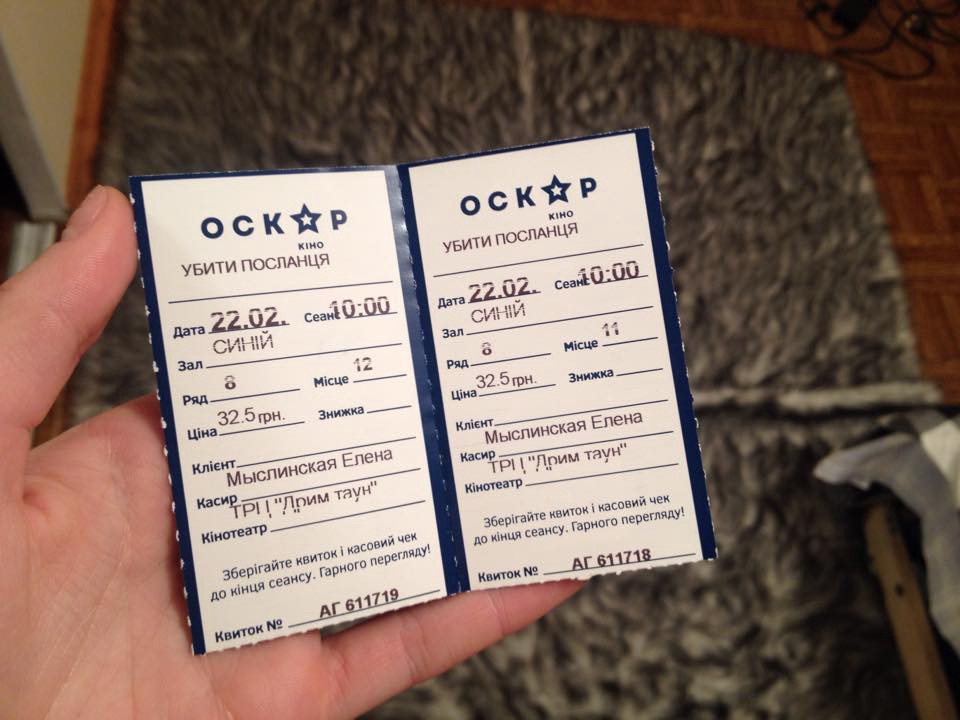 ОСКАР
КІНО
УБИТИ ПОСЛАНЦЯ
Дата 22.02. Сеанс 10:00
Зал СИНІЙ
Ряд 8 Місце 12
Ціна 32.5 грн. Знижка
Клієнт
Касир Мыслинская Елена
Кінотеатр ТРЦ "Дрим таун"
Зберігайте квиток і касовий чек
до кінця сеансу. Гарного перегляду!
Квиток № АГ 611719
ОСКАР
КІНО
УБИТИ ПОСЛАНЦЯ
Дата 22.02. Сеанс 10:00
Зал СИНІЙ
Ряд 8 Місце 11
Ціна 32.5 грн. Знижка
Клієнт
Касир Мыслинская Елена
Кінотеатр ТРЦ "Дрим таун"
Зберігайте квиток і касовий чек
до кінця сеансу. Гарного перегляду!
Квиток № АГ 611718